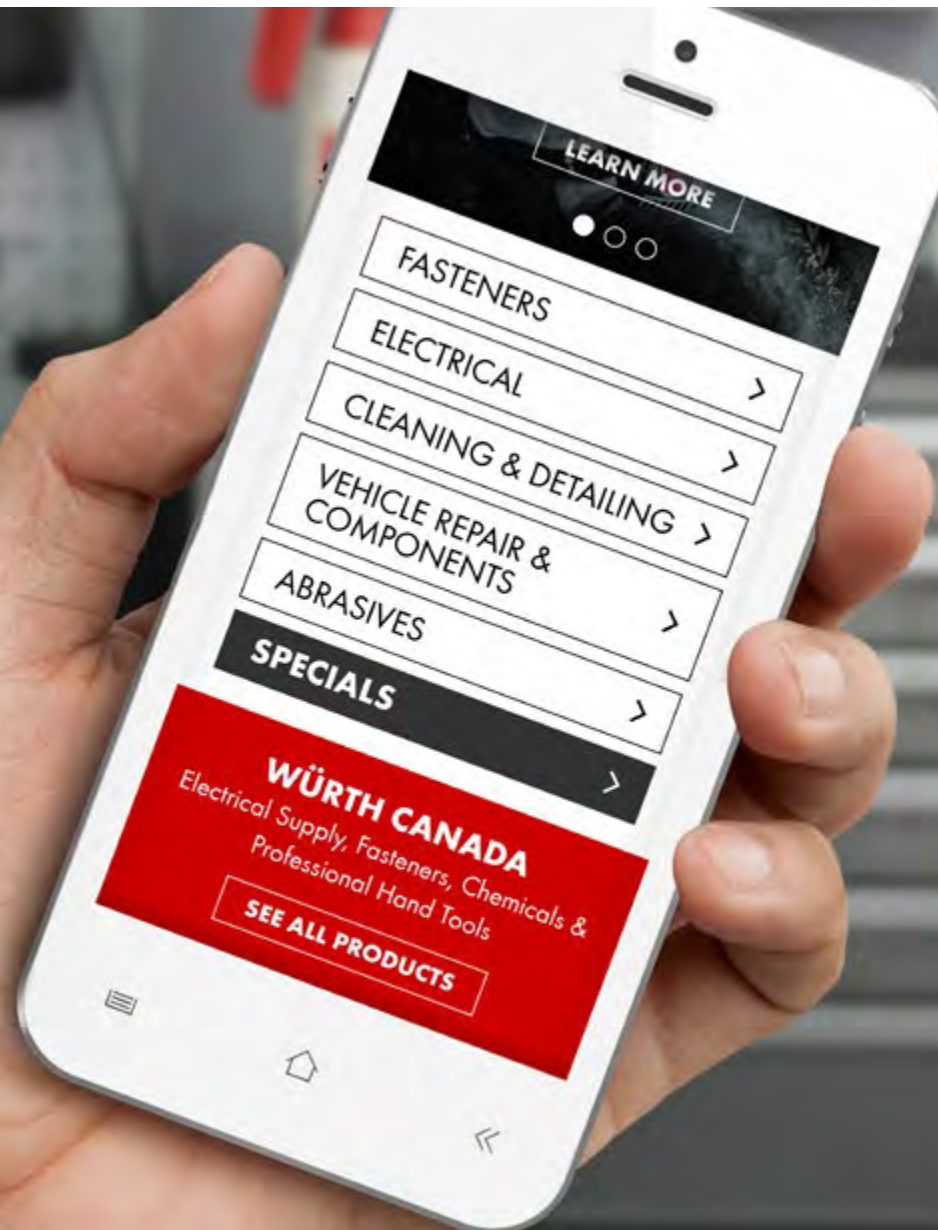 LEARN MORE
FASTENERS
ELECTRICAL
CLEANING & DETAILING
VEHICLE REPAIR &
COMPONENTS
ABRASIVES
SPECIALS
WÜRTH CANADA
Electrical Supply, Fasteners, Chemicals &
Professional Hand Tools
SEE ALL PRODUCTS